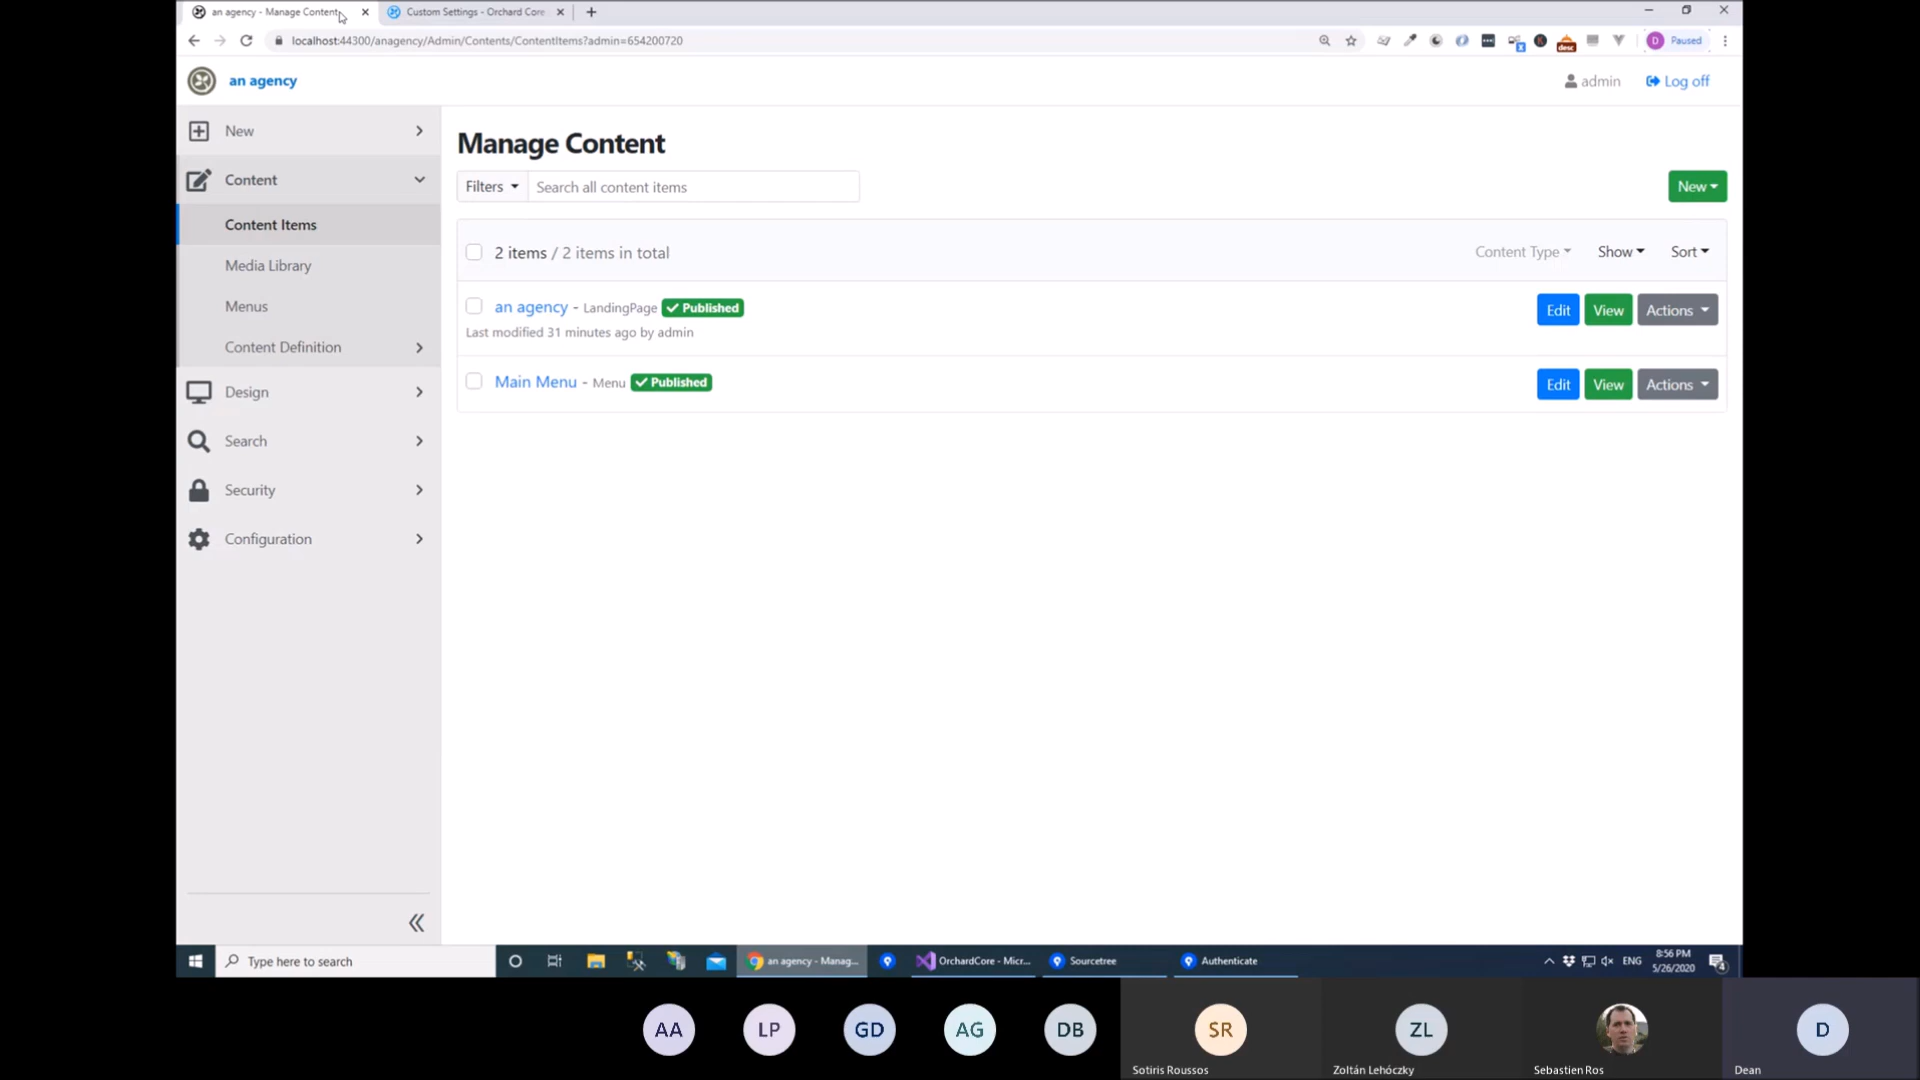 an agency - Manage Content
Custom Settings - Orchard Core
localhost:44300/anagency/Admin/Contents/ContentItems?admin=654200720
desc
D Paused
an agency
admin
Log off
New
Content
Content Items
Media Library
Menus
Content Definition
Design
Search
Security
Configuration
Manage Content
Filters
Search all content items
New
2 items / 2 items in total
Content Type
Show
Sort
an agency - LandingPage Published
Last modified 31 minutes ago by admin
Edit
View
Actions
Main Menu - Menu Published
Edit
View
Actions
Type here to search
an agency - Manag...
OrchardCore - Micr...
Sourcetree
Authenticate
ENG
8:56 PM
5/26/2020
4
AA
LP
GD
AG
DB
SR
Sotiris Roussos
ZL
Zoltán Lehóczky
Sebastien Ros
D
Dean